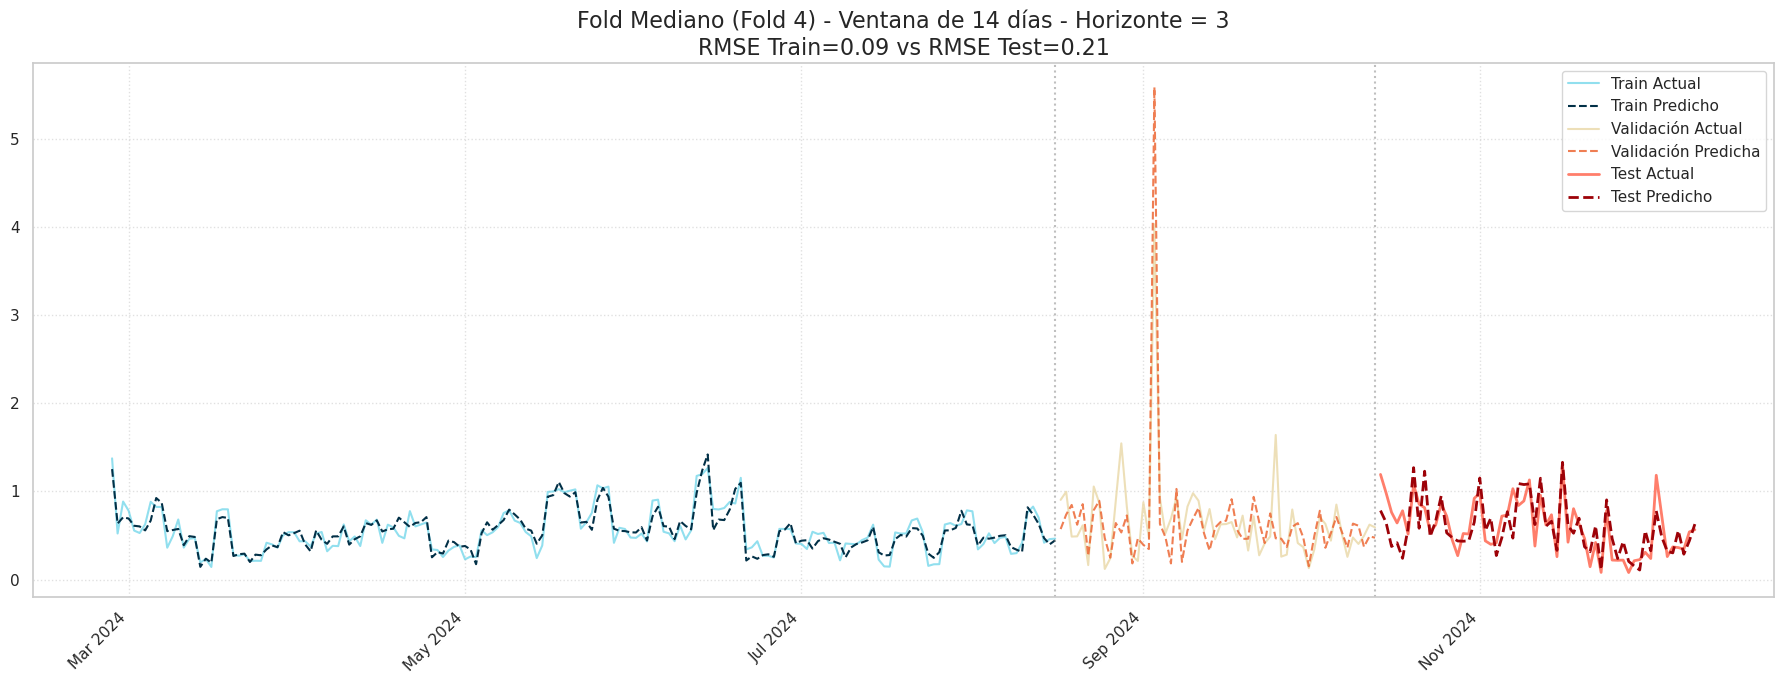 Fold Mediano (Fold 4) - Ventana de 14 días - Horizonte = 3
RMSE Train=0.09 vs RMSE Test=0.21
Train Actual
Train Predicho
Validación Actual
Validación Predicha
Test Actual
Test Predicho
5
4
3
2
1
0
Mar 2024
May 2024
Jul 2024
Sep 2024
Nov 2024